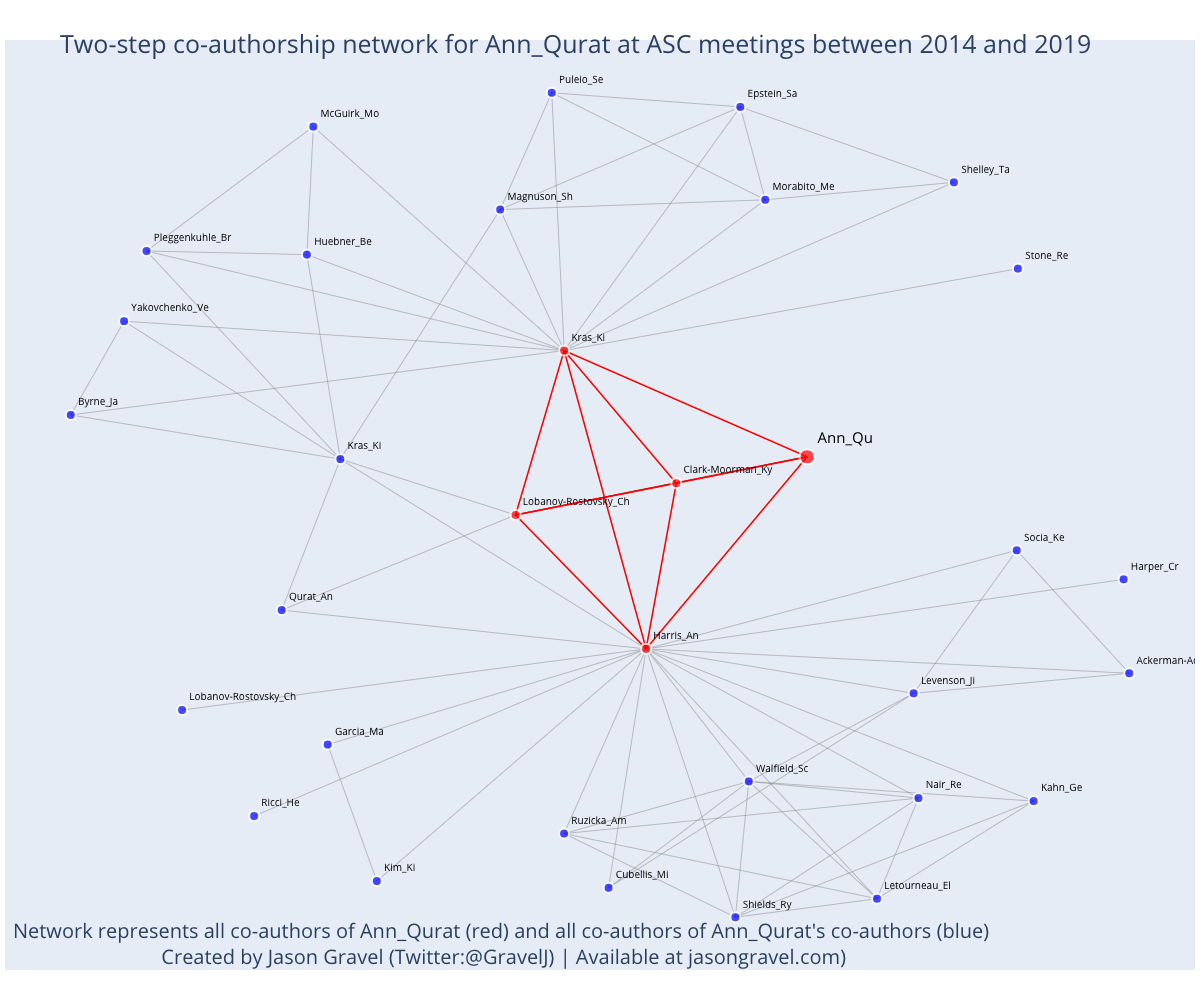 Two-step co-authorship network for Ann_Qurat at ASC meetings between 2014 and 2019
Puleio_Se
Epstein_Sa
McGuirk_Mo
Shelley_Ta
Morabito_Me
Magnuson_Sh
Pleggenkuhle_Br
Huebner_Be
Stone_Re
Yakovchenko_Ve
Kras_Ki
Byrne_Ja
Ann_Qu
Kras_Ki
Clark-Moorman_Ky
Lobanov-Rostovsky_Ch
Socia_Ke
Harper_Cr
Qurat_An
Harris_An
Ackerman-Ac
Levenson_Ji
Lobanov-Rostovsky_Ch
Garcia_Ma
Walfield_Sc
Nair_Re
Kahn_Ge
Ricci_He
Ruzicka_Am
Kim_Ki
Cubellis_Mi
Letourneau_El
Shields_Ry
Network represents all co-authors of Ann_Qurat (red) and all co-authors of Ann_Qurat's co-authors (blue)
Created by Jason Gravel (Twitter:@GravelJ) | Available at jasongravel.com)